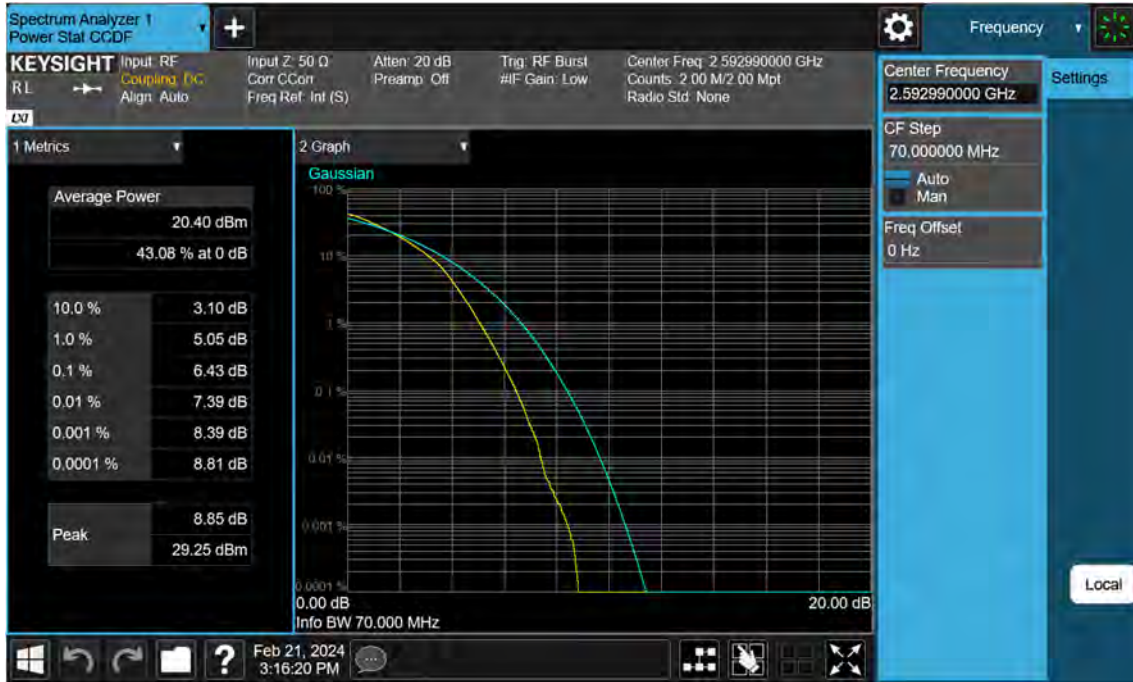 Spectrum Analyzer 1
Power Stat CCDF
+
Frequency
KEYSIGHT
RL
LXI
Input: RF
Coupling: DC
Align: Auto
Input Z: 50 Ω
Corr CCorr
Freq Ref: Int (S)
Atten: 20 dB
Preamp: Off
Trig: RF Burst
#IF Gain: Low
Center Freq: 2.592990000 GHz
Counts: 2.00 M/2.00 Mpt
Radio Std: None
Center Frequency
2.592990000 GHz
Settings
CF Step
70.000000 MHz
Auto
Man
Freq Offset
0 Hz
1 Metrics
Average Power
20.40 dBm
43.08 % at 0 dB
10.0 % 3.10 dB
1.0 % 5.05 dB
0.1 % 6.43 dB
0.01 % 7.39 dB
0.001 % 8.39 dB
0.0001 % 8.81 dB
Peak
8.85 dB
29.25 dBm
2 Graph
Gaussian
100 %
10 %
1 %
0.1 %
0.01 %
0.001 %
0.0001 %
0.00 dB
20.00 dB
Info BW 70.000 MHz
Local
?
Feb 21, 2024
3:16:20 PM